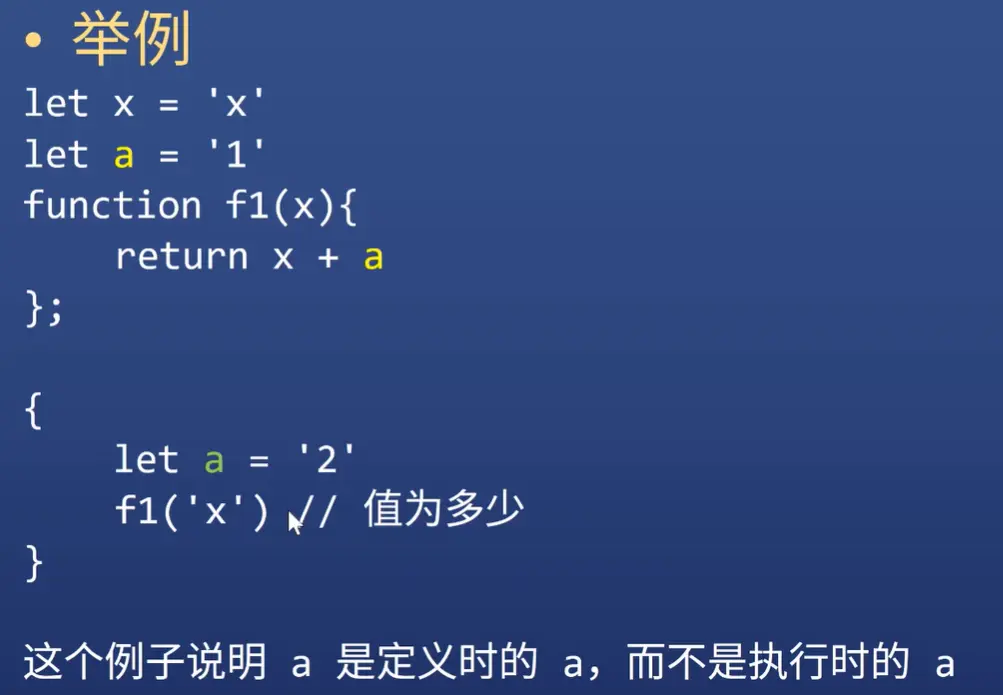 • 举例
let x = 'x'
let a = '1'
function f1(x){
    return x + a
};
{
    let a = '2'
    f1('x') // 值为多少
}
这个例子说明 a 是定义时的 a，而不是执行时的 a